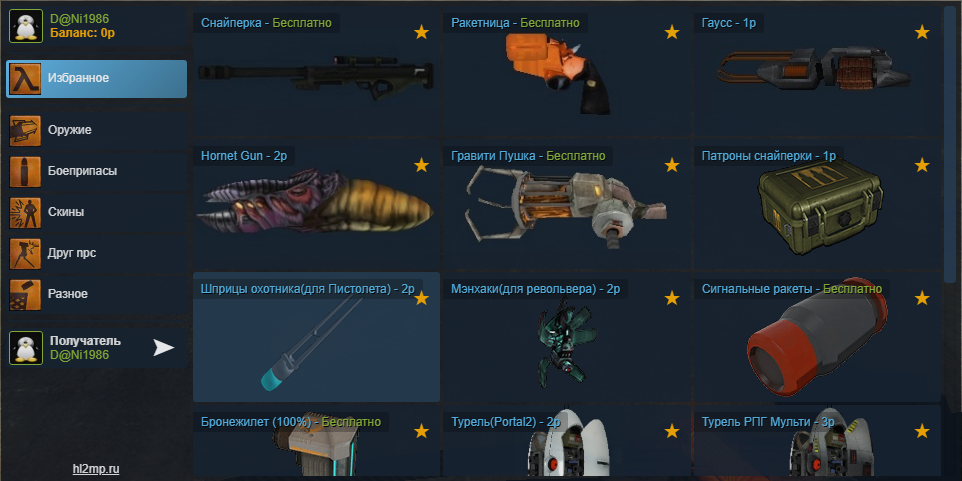 D@Ni1986
Баланс: 0р
Избранное
Оружие
Боеприпасы
Скины
Друг npc
Разное
Получатель
D@Ni1986
hl2mp.ru
Снайперка - Бесплатно
Ракетница - Бесплатно
Гаусс - 1р
Hornet Gun - 2р
Гравити Пушка - Бесплатно
Патроны снайперки - 1р
Шприцы охотника(для Пистолета) - 2р
Мэнхаки(для револьвера) - 2р
Сигнальные ракеты - Бесплатно
Бронежилет (100%) - Бесплатно
Турель(Portal2) - 2р
Турель РПГ Мульти - 3р